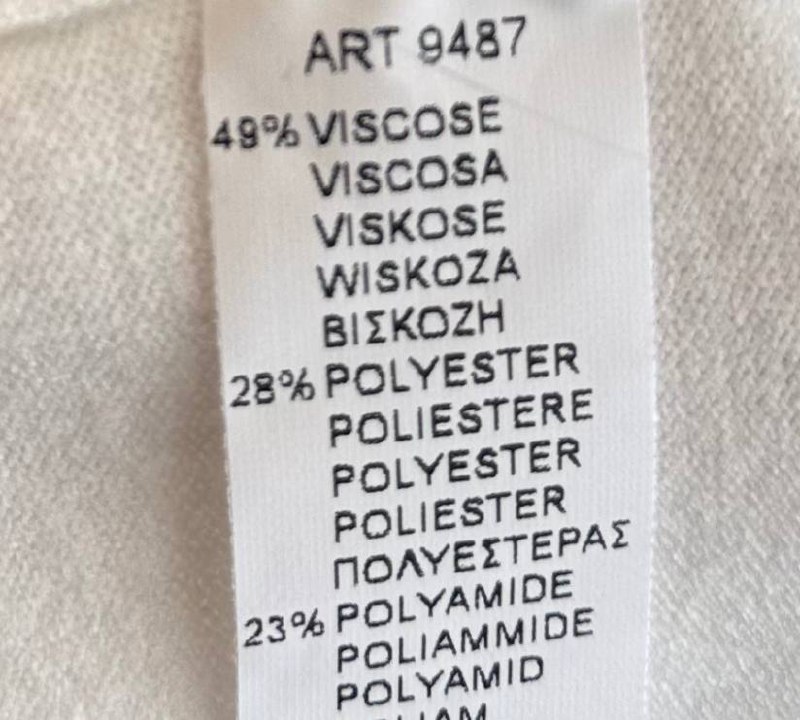 ART 9487
49% VISCOSE
VISCOSA
VISKOSE
WISKOZA
ΒΙΣΚΟΖΗ
28% POLYESTER
POLIESTERE
POLYESTER
POLIESTER
ΠΟΛΥΕΣΤΕΡΑΣ
23% POLYAMIDE
POLIAMMIDE
POLYAMID